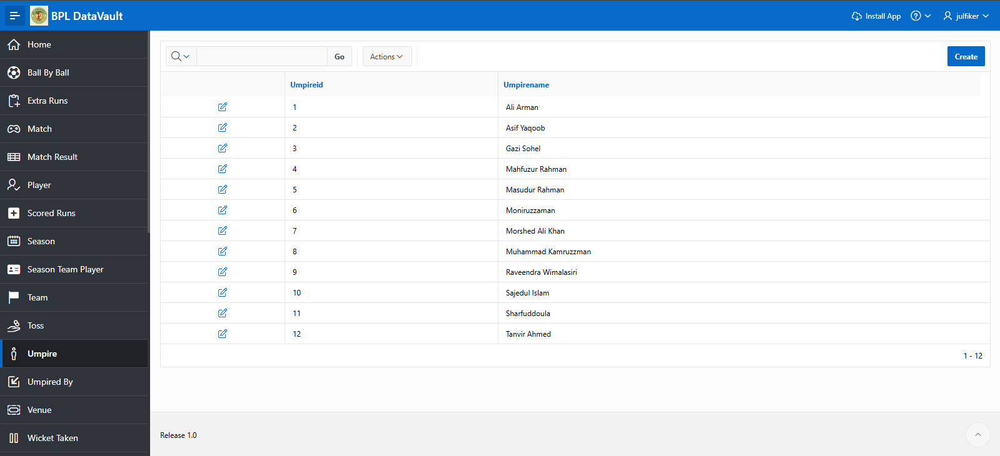 BPL DataVault
Install App
julfiker
Home
Ball By Ball
Extra Runs
Match
Match Result
Player
Scored Runs
Season
Season Team Player
Team
Toss
Umpire
Umpired By
Venue
Wicket Taken
Go
Actions
Create
Umpireid Umpirename
1 Ali Arman
2 Asif Yaqoob
3 Gazi Sohel
4 Mahfuzur Rahman
5 Masudur Rahman
6 Moniruzzaman
7 Morshed Ali Khan
8 Muhammad Kamruzzman
9 Raveendra Wimalasiri
10 Sajedul Islam
11 Sharfuddoula
12 Tanvir Ahmed
1 - 12
Release 1.0